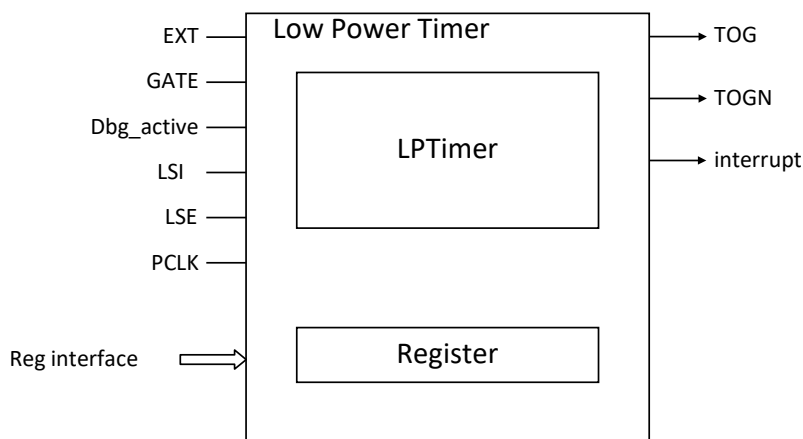 EXT
Low Power Timer
TOG
GATE
TOGN
Dbg_active
LPTimer
interrupt
LSI
LSE
PCLK
Reg interface
Register